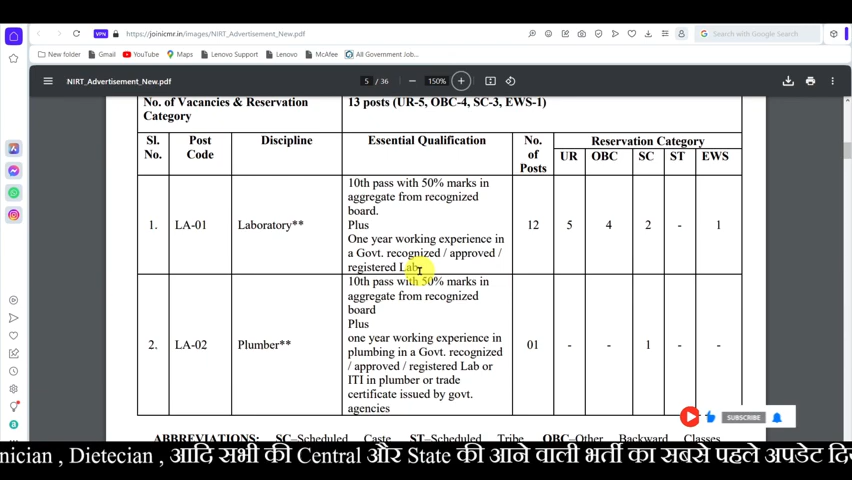 VPN https://joinicmr.in/images/NIRT_Advertisement_New.pdf Search with Google
New folder Gmail YouTube Maps Lenovo Support Lenovo McAfee All Government Job...
NIRT_Advertisement_New.pdf 5 / 36 150%
No. of Vacancies & Reservation Category 13 posts (UR-5, OBC-4, SC-3, EWS-1)
Sl. No. Post Code Discipline Essential Qualification No. of Posts Reservation Category
UR OBC SC ST EWS
1. LA-01 Laboratory** 12 5 4 2 - 1
10th pass with 50% marks in
aggregate from recognized
board.
Plus
One year working experience in
a Govt. recognized / approved /
registered Lab
2. LA-02 Plumber** 01 - - 1 - -
10th pass with 50% marks in
aggregate from recognized
board
Plus
one year working experience in
plumbing in a Govt. recognized
/ approved / registered Lab or
ITI in plumber or trade
certificate issued by govt.
agencies
SUBSCRIBE
ABBREVIATIONS: SC–Scheduled Caste, ST–Scheduled Tribe, OBC–Other Backward Classes,
nician , Dietecian , आदि सभी की Central और State की आने वाली भर्ती का सबसे पहले अपडेट दि